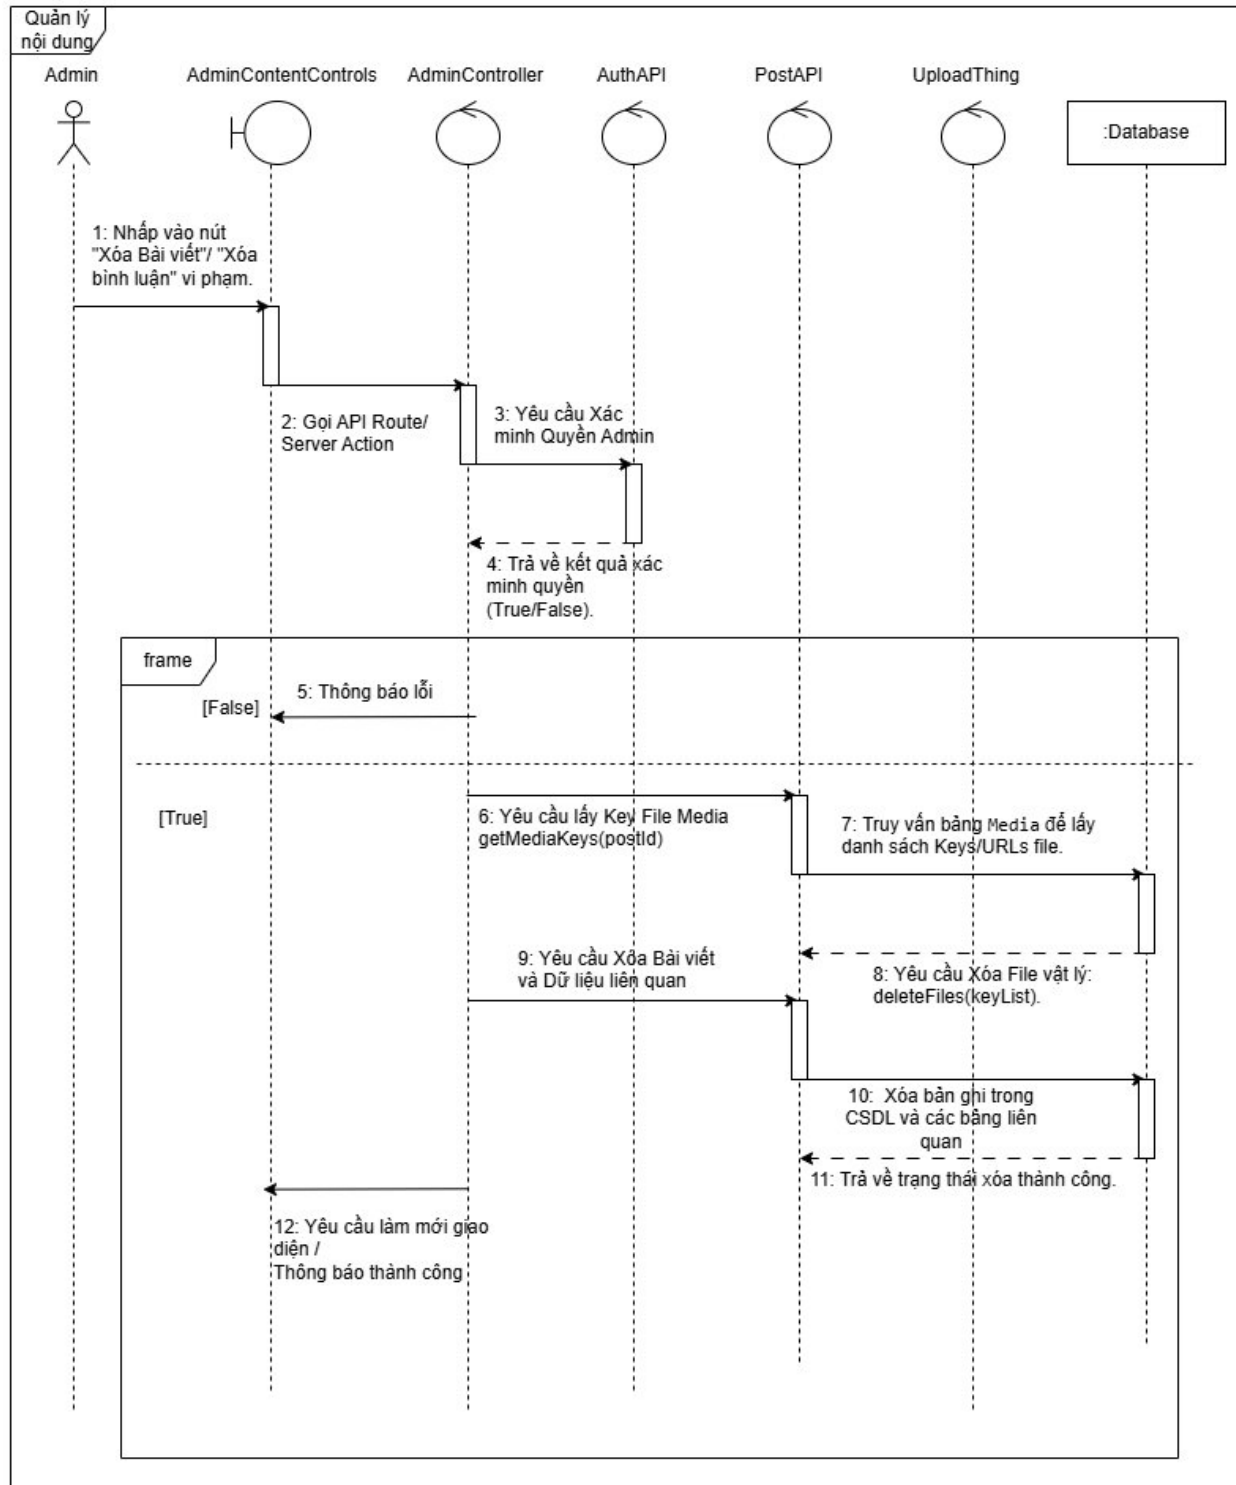 Quản lý
nội dung
Admin
AdminContentControls
AdminController
AuthAPI
PostAPI
UploadThing
:Database
1: Nhấp vào nút
"Xóa Bài viết"/ "Xóa
bình luận" vi phạm.
2: Gọi API Route/
Server Action
3: Yêu cầu Xác
minh Quyền Admin
4: Trả về kết quả xác
minh quyền
(True/False).
frame
5: Thông báo lỗi
[False]
[True]
6: Yêu cầu lấy Key File Media
getMediaKeys(postId)
7: Truy vấn bảng Media để lấy
danh sách Keys/URLs file.
8: Yêu cầu Xóa File vật lý:
deleteFiles(keyList).
9: Yêu cầu Xóa Bài viết
và Dữ liệu liên quan
10: Xóa bản ghi trong
CSDL và các bảng liên
quan
11: Trả về trạng thái xóa thành công.
12: Yêu cầu làm mới giao
diện /
Thông báo thành công